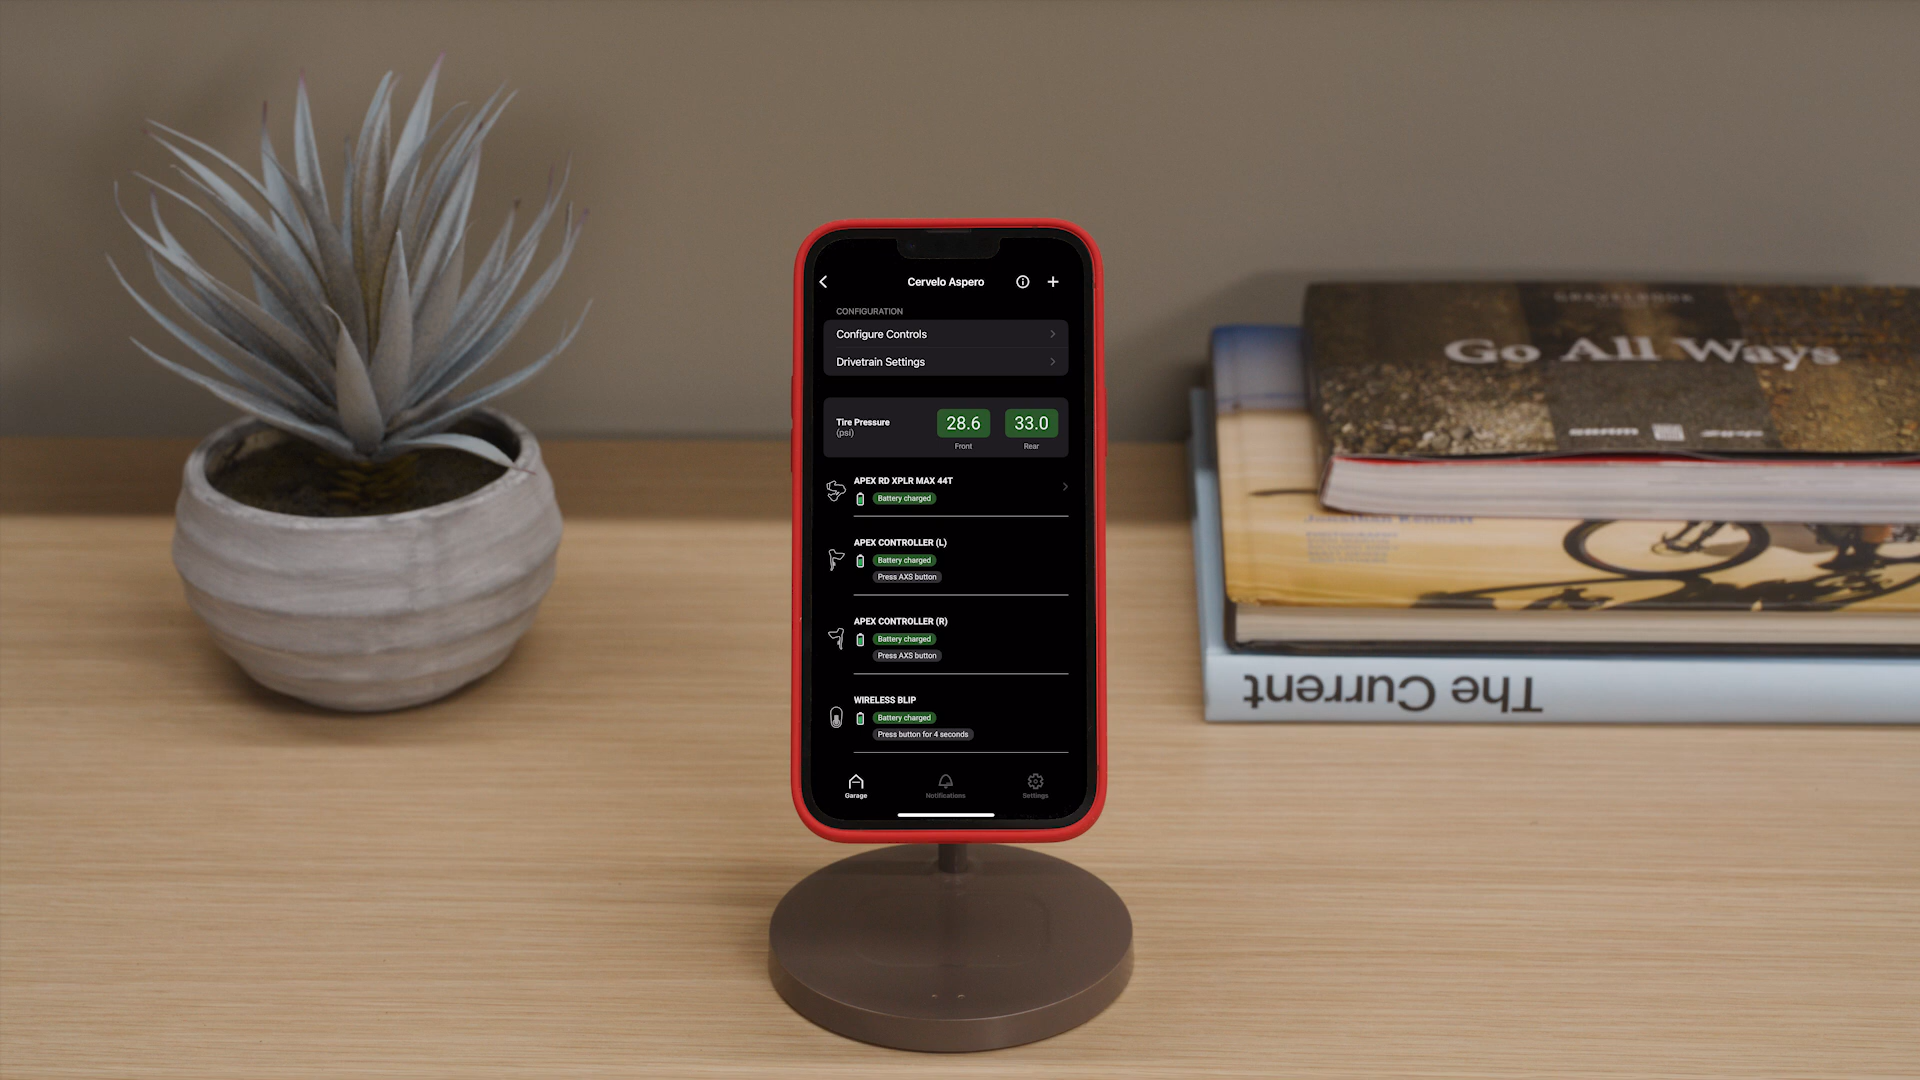 Cervelo Aspero
CONFIGURATION
Configure Controls
Drivetrain Settings
Tire Pressure
(psi)
28.6
33.0
Front
Rear
APEX RD XPLR MAX 44T
Battery charged
APEX CONTROLLER (L)
Battery charged
Press AXS button
APEX CONTROLLER (R)
Battery charged
Press AXS button
WIRELESS BLIP
Battery charged
Press button for 4 seconds
Garage
Notifications
Settings
Go All Ways
The Current